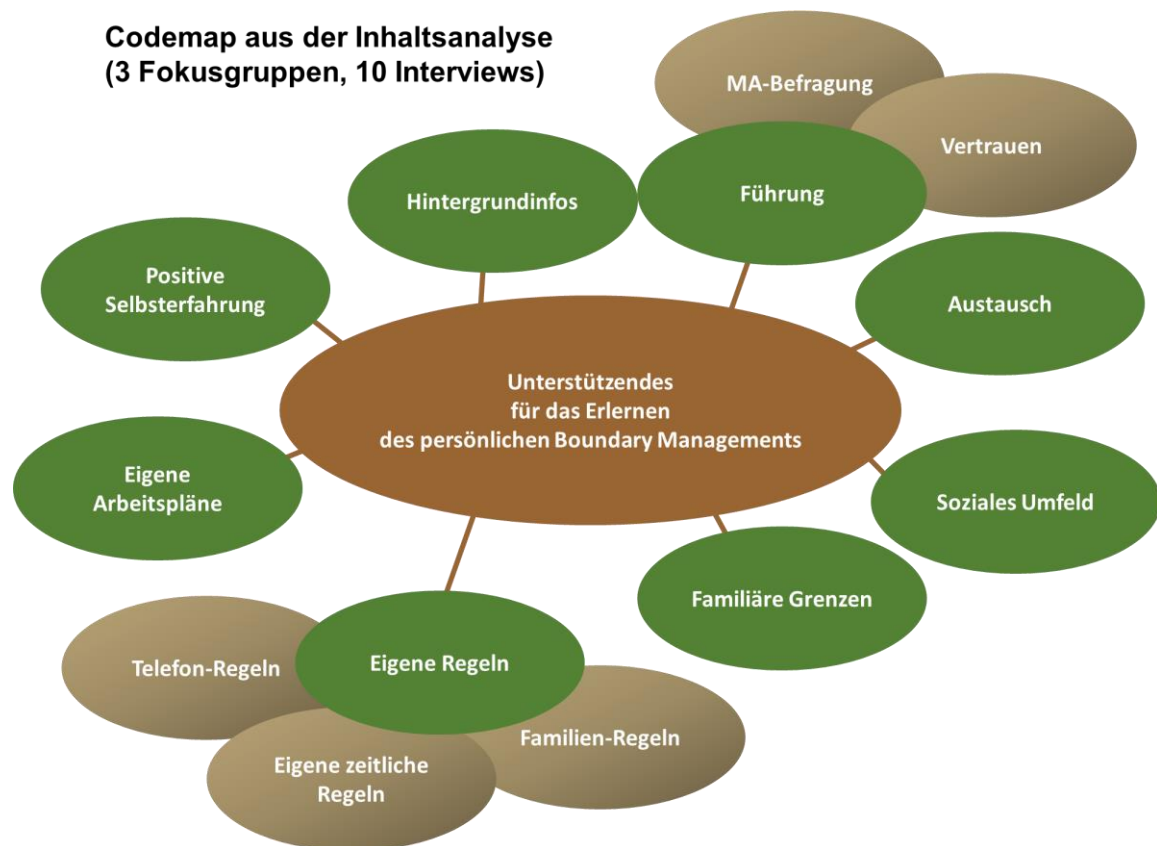 Codemap aus der Inhaltsanalyse
(3 Fokusgruppen, 10 Interviews)
MA-Befragung
Vertrauen
Führung
Hintergrundinfos
Positive
Selbsterfahrung
Austausch
Unterstützendes
für das Erlernen
des persönlichen Boundary Managements
Eigene
Arbeitspläne
Soziales Umfeld
Familiäre Grenzen
Eigene Regeln
Telefon-Regeln
Familien-Regeln
Eigene zeitliche
Regeln